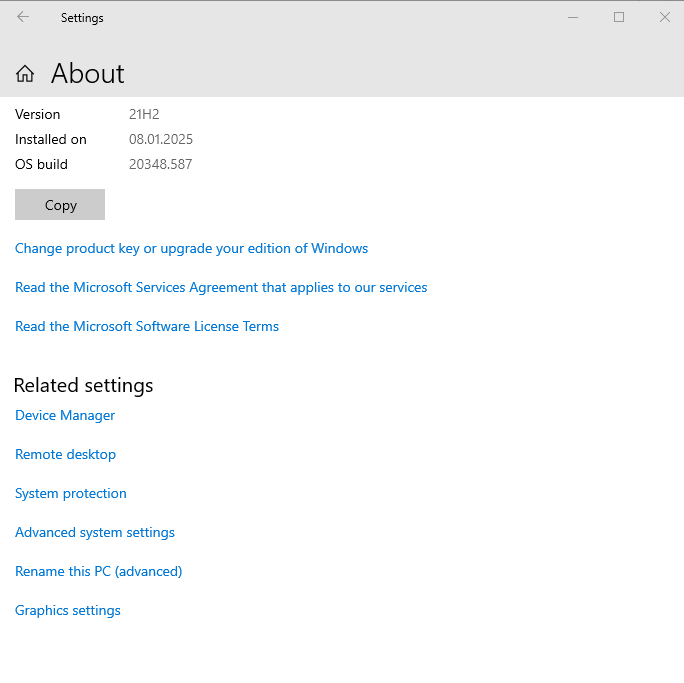 Settings
About
Version 21H2
Installed on 08.01.2025
OS build 20348.587
Copy
Change product key or upgrade your edition of Windows
Read the Microsoft Services Agreement that applies to our services
Read the Microsoft Software License Terms
Related settings
Device Manager
Remote desktop
System protection
Advanced system settings
Rename this PC (advanced)
Graphics settings